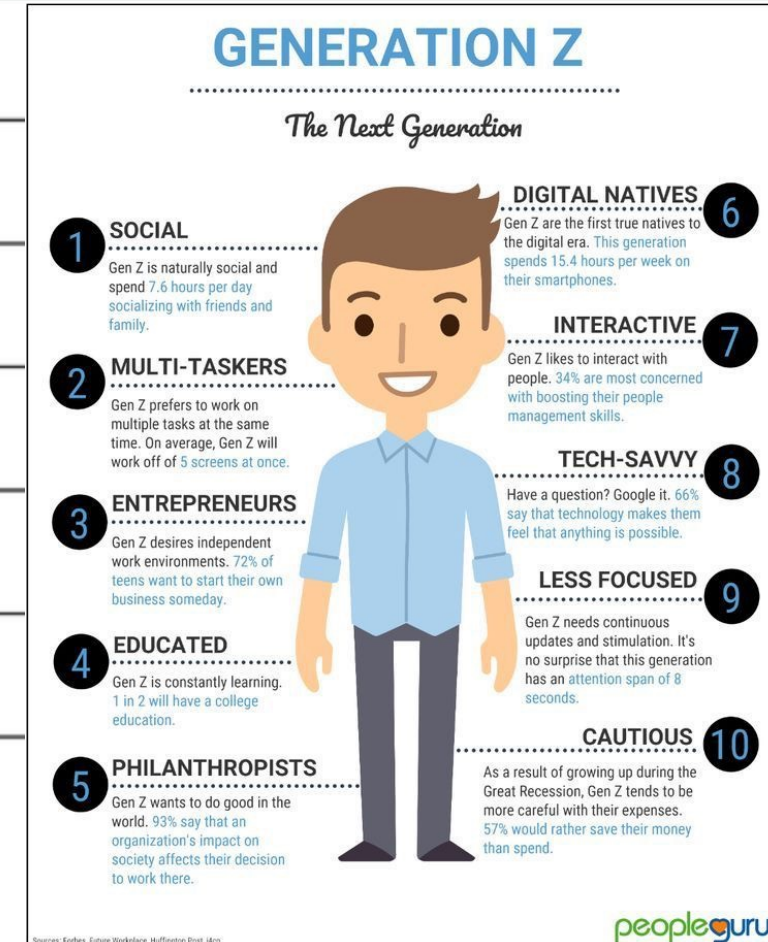 GENERATION Z
The Next Generation
1
SOCIAL
Gen Z is naturally social and
spend 7.6 hours per day
socializing with friends and
family.
2
MULTI-TASKERS
Gen Z prefers to work on
multiple tasks at the same
time. On average, Gen Z will
work off of 5 screens at once.
3
ENTREPRENEURS
Gen Z desires independent
work environments. 72% of
teens want to start their own
business someday.
4
EDUCATED
Gen Z is constantly learning.
1 in 2 will have a college
education.
5
PHILANTHROPISTS
Gen Z wants to do good in the
world. 93% say that an
organization's impact on
society affects their decision
to work there.
DIGITAL NATIVES
6
Gen Z are the first true natives to
the digital era. This generation
spends 15.4 hours per week on
their smartphones.
INTERACTIVE
7
Gen Z likes to interact with
people. 34% are most concerned
with boosting their people
management skills.
TECH-SAVVY
8
Have a question? Google it. 66%
say that technology makes them
feel that anything is possible.
LESS FOCUSED
9
Gen Z needs continuous
updates and stimulation. It's
no surprise that this generation
has an attention span of 8
seconds.
CAUTIOUS
10
As a result of growing up during the
Great Recession, Gen Z tends to be
more careful with their expenses.
57% would rather save their money
than spend.
Sources: Forbes, Future Workplace, Huffington Post,
peopleguru